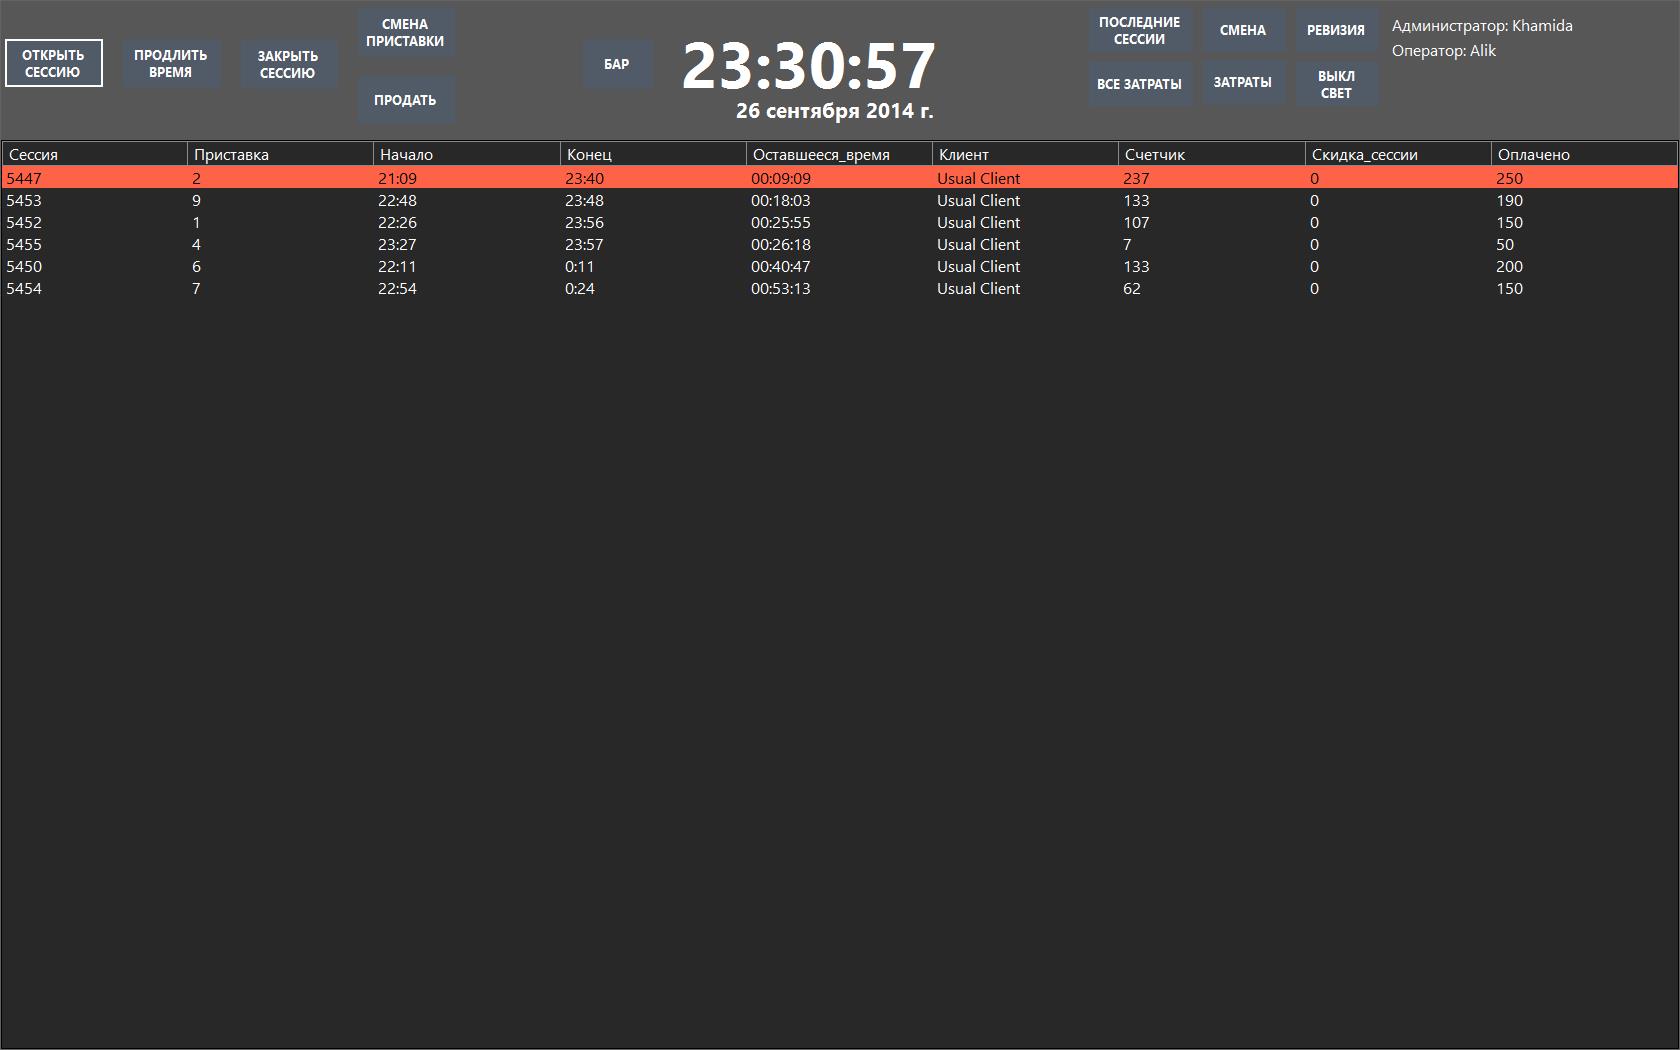 ОТКРЫТЬ
СЕССИЮ
ПРОДЛИТЬ
ВРЕМЯ
ЗАКРЫТЬ
СЕССИЮ
СМЕНА
ПРИСТАВКИ
ПРОДАТЬ
БАР
23:30:57
26 сентября 2014 г.
ПОСЛЕДНИЕ
СЕССИИ
СМЕНА
РЕВИЗИЯ
ВСЕ ЗАТРАТЫ
ЗАТРАТЫ
ВЫКЛ
СВЕТ
Администратор: Khamida
Оператор: Alik
Сессия Приставка Начало Конец Оставшееся_время Клиент Счетчик Скидка_сессии Оплачено
5447 2 21:09 23:40 00:09:09 Usual Client 237 0 250
5453 9 22:48 23:48 00:18:03 Usual Client 133 0 190
5452 1 22:26 23:56 00:25:55 Usual Client 107 0 150
5455 4 23:27 23:57 00:26:18 Usual Client 7 0 50
5450 6 22:11 0:11 00:40:47 Usual Client 133 0 200
5454 7 22:54 0:24 00:53:13 Usual Client 62 0 150